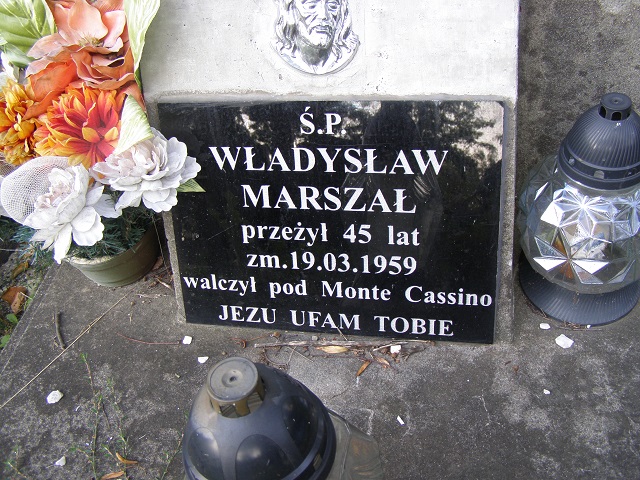 Ś.P.
WŁADYSŁAW
MARSZAŁ
przeżył 45 lat
zm.19.03.1959
walczył pod Monte Cassino
JEZU UFAM TOBIE